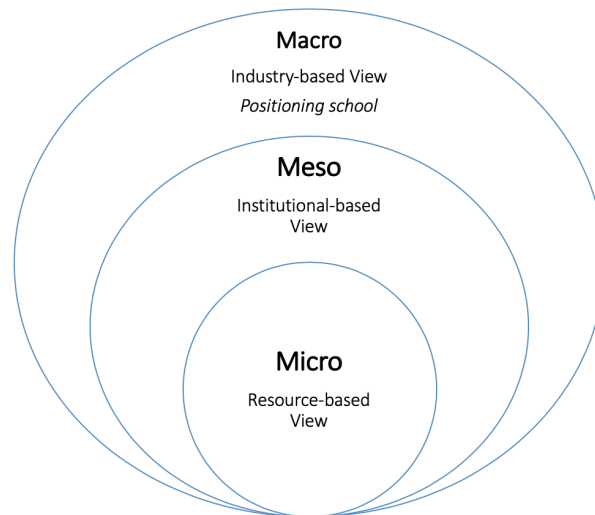 Macro
Industry-based View
Positioning school
Meso
Institutional-based
View
Micro
Resource-based
View